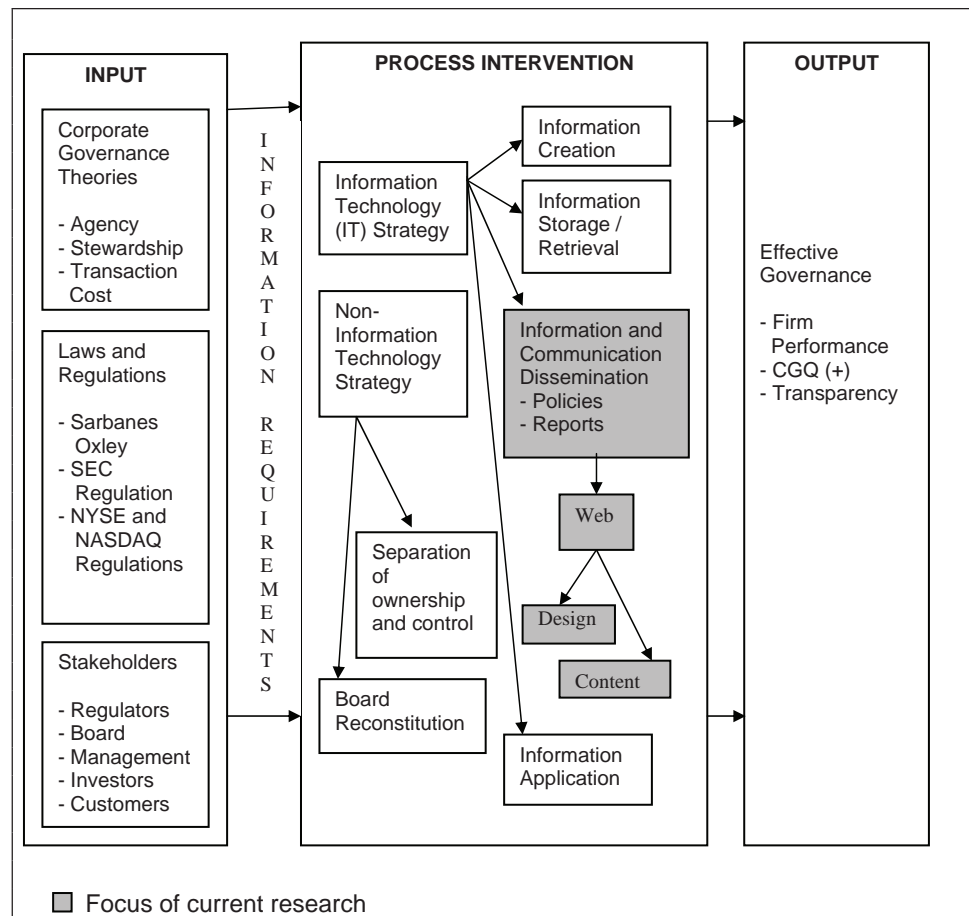 INPUT
Corporate
Governance
Theories
- Agency
- Stewardship
- Transaction
Cost
Laws and
Regulations
- Sarbanes
Oxley
- SEC
Regulation
- NYSE and
NASDAQ
Regulations
Stakeholders
- Regulators
- Board
- Management
- Investors
- Customers
INFORMATION REQUIREMENTS
PROCESS INTERVENTION
Information
Technology
(IT) Strategy
Non-
Information
Technology
Strategy
Separation
of
ownership
and control
Board
Reconstitution
Information
Creation
Information
Storage /
Retrieval
Information and
Communication
Dissemination
- Policies
- Reports
Web
Design
Content
Information
Application
OUTPUT
Effective
Governance
- Firm
Performance
- CGQ (+)
- Transparency
Focus of current research